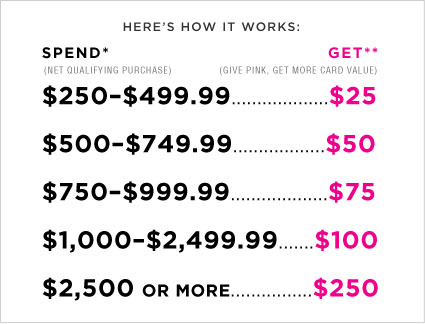 HERE'S HOW IT WORKS:
SPEND* GET**
(NET QUALIFYING PURCHASE) (GIVE PINK, GET MORE CARD VALUE)
$250–$499.99...................$25
$500–$749.99..................$50
$750–$999.99...................$75
$1,000–$2,499.99.......$100
$2,500 OR MORE................$250